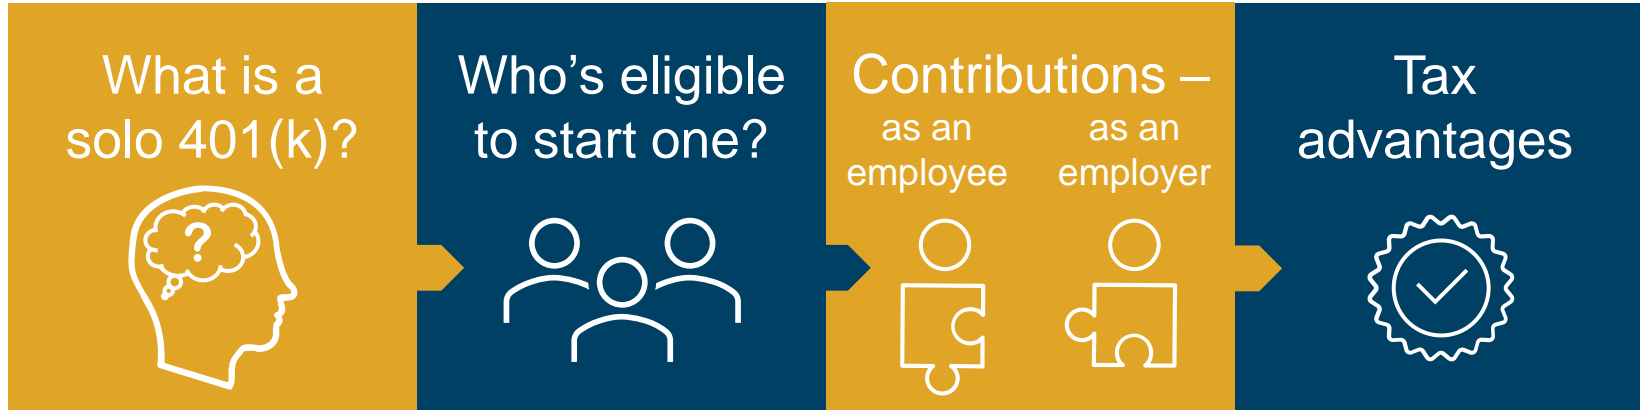 What is a
solo 401(k)?
?
Who's eligible
to start one?
Contributions –
as an
employee
as an
employer
Tax
advantages